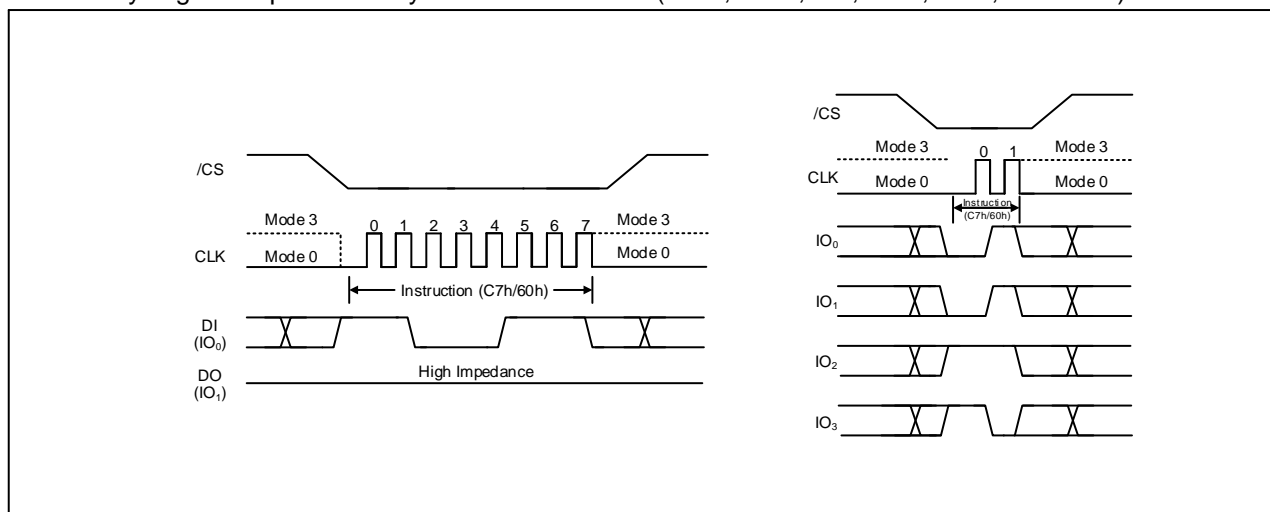 /CS
Mode 3
Mode 3
0 1 2 3 4 5 6 7
CLK
Mode 0
Mode 0
Instruction (C7h/60h)
DI
(IO0)
High Impedance
DO
(IO1)
/CS
Mode 3
0 1
Mode 3
CLK
Mode 0
Mode 0
Instruction
(C7h/60h)
IO0
IO1
IO2
IO3